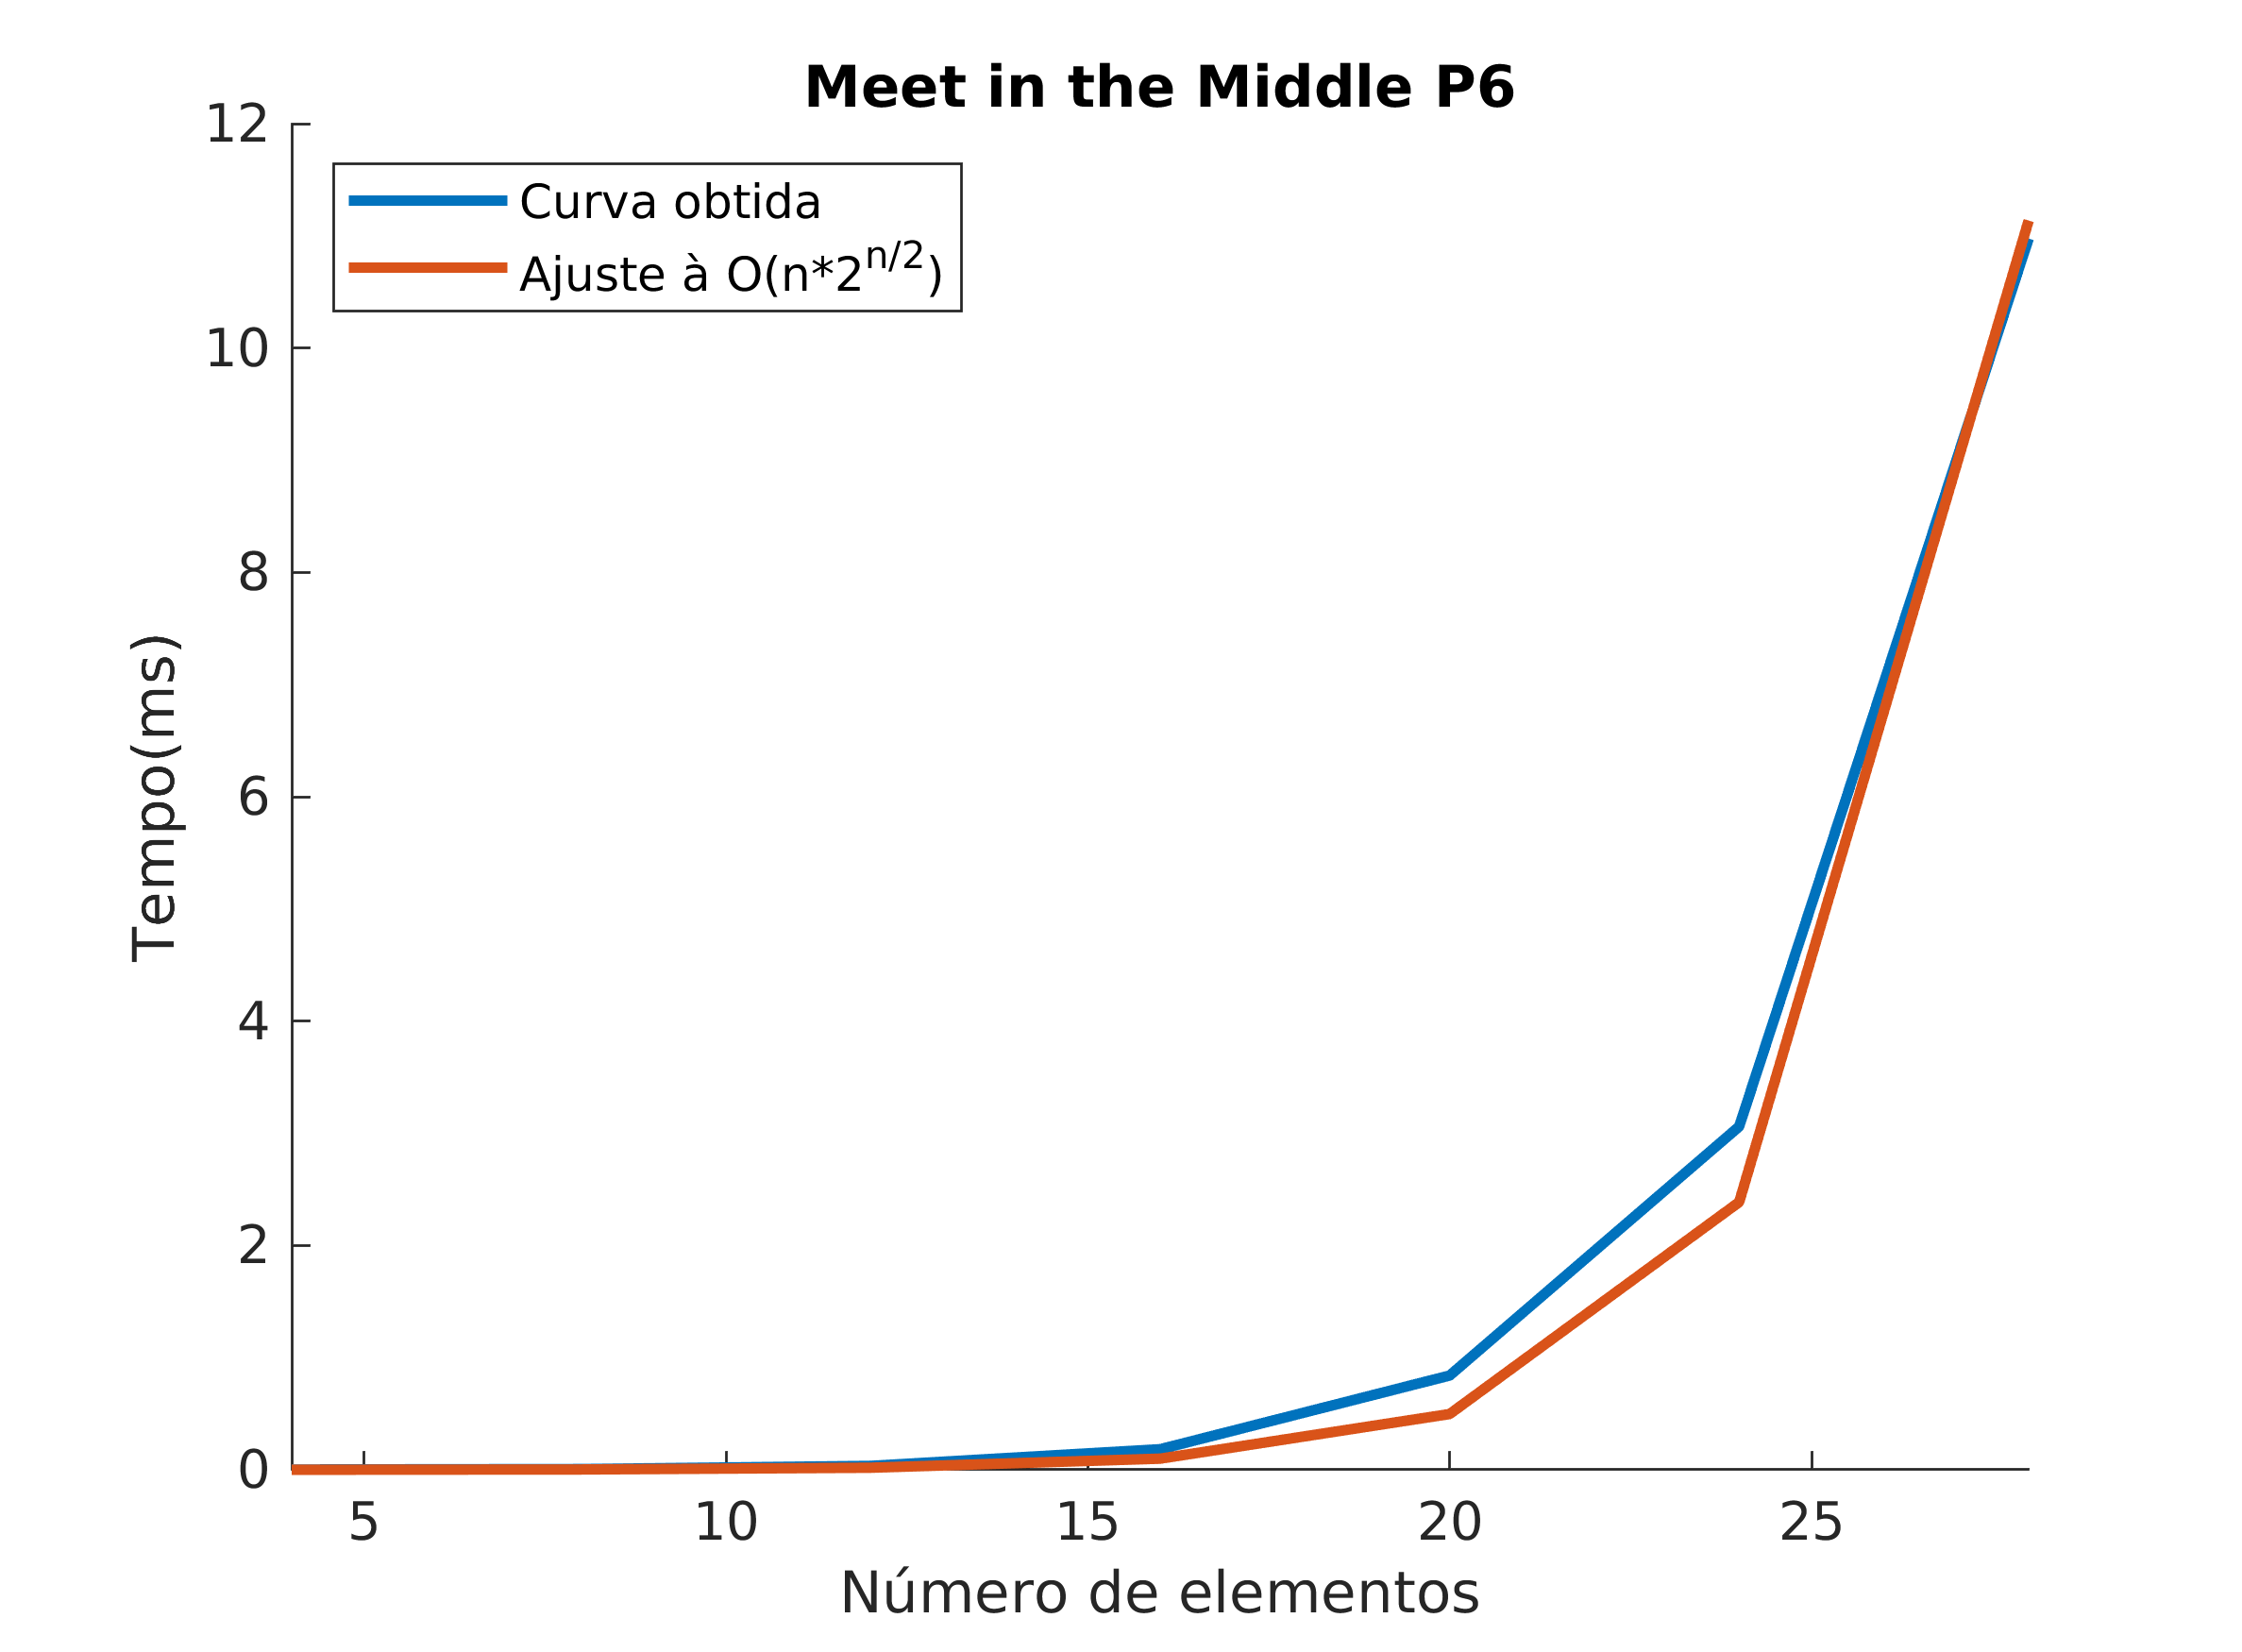 Meet in the Middle P6
12
10
8
6
4
2
0
Tempo(ms)
Curva obtida
Ajuste à O(n*2^n/2)
5 10 15 20 25
Número de elementos